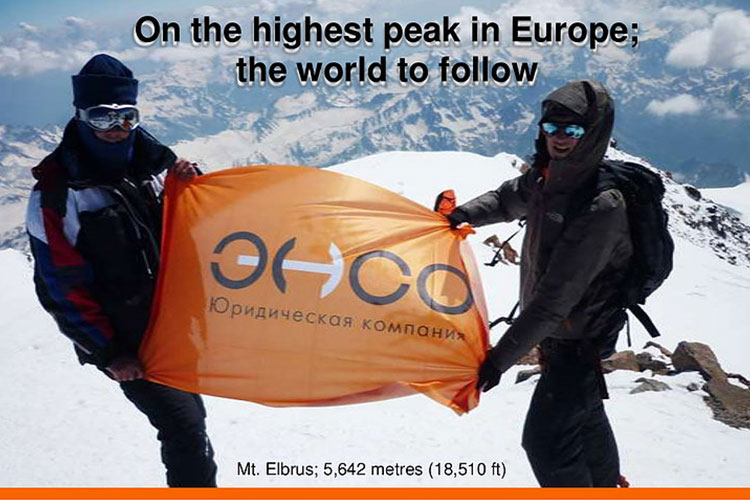 On the highest peak in Europe;
the world to follow
ЭНСО
Юридическая компания
Mt. Elbrus; 5,642 metres (18,510 ft)